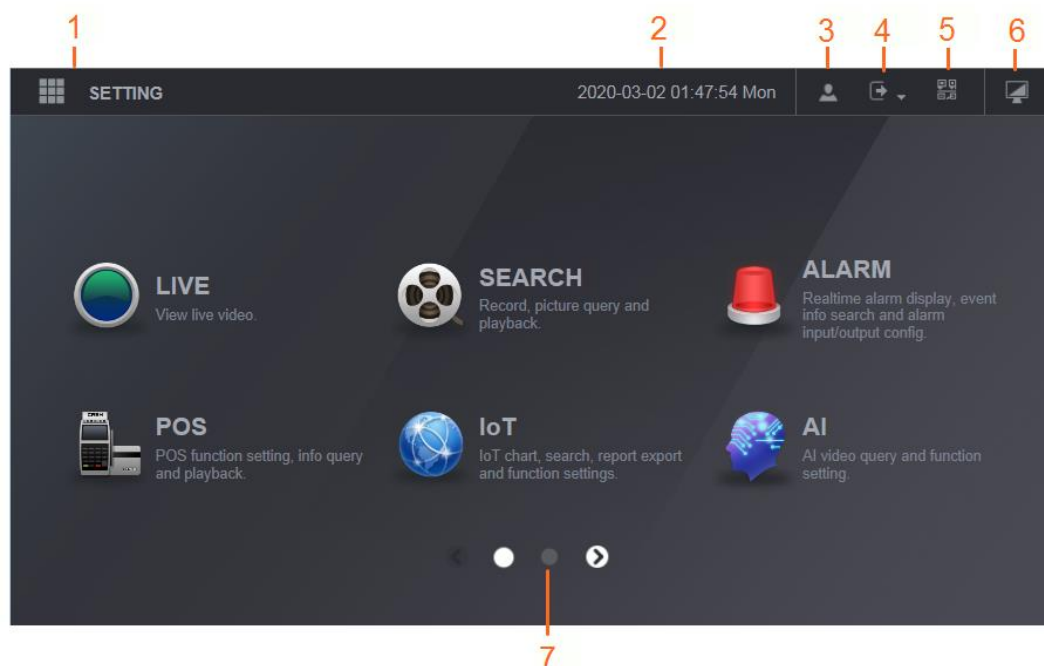 1 2 3 4 5 6
SETTING 2020-03-02 01:47:54 Mon
LIVE
View live video.
SEARCH
Record, picture query and
playback.
ALARM
Realtime alarm display, event
info search and alarm
input/output config.
POS
POS function setting, info query
and playback.
IoT
IoT chart, search, report export
and function settings.
AI
AI video query and function
setting.
7